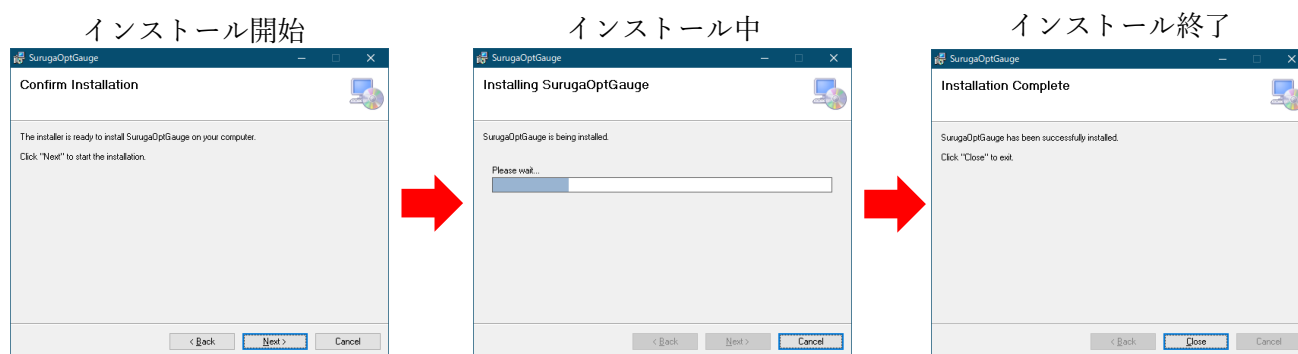 インストール開始
SurugaOptGauge
Confirm Installation
The installer is ready to install SurugaOptGauge on your computer.
Click "Next" to start the installation.
< Back
Next >
Cancel
インストール中
SurugaOptGauge
Installing SurugaOptGauge
SurugaOptGauge is being installed.
Please wait...
< Back
Next >
Cancel
インストール終了
SurugaOptGauge
Installation Complete
SurugaOptGauge has been successfully installed.
Click "Close" to exit.
< Back
Close
Cancel